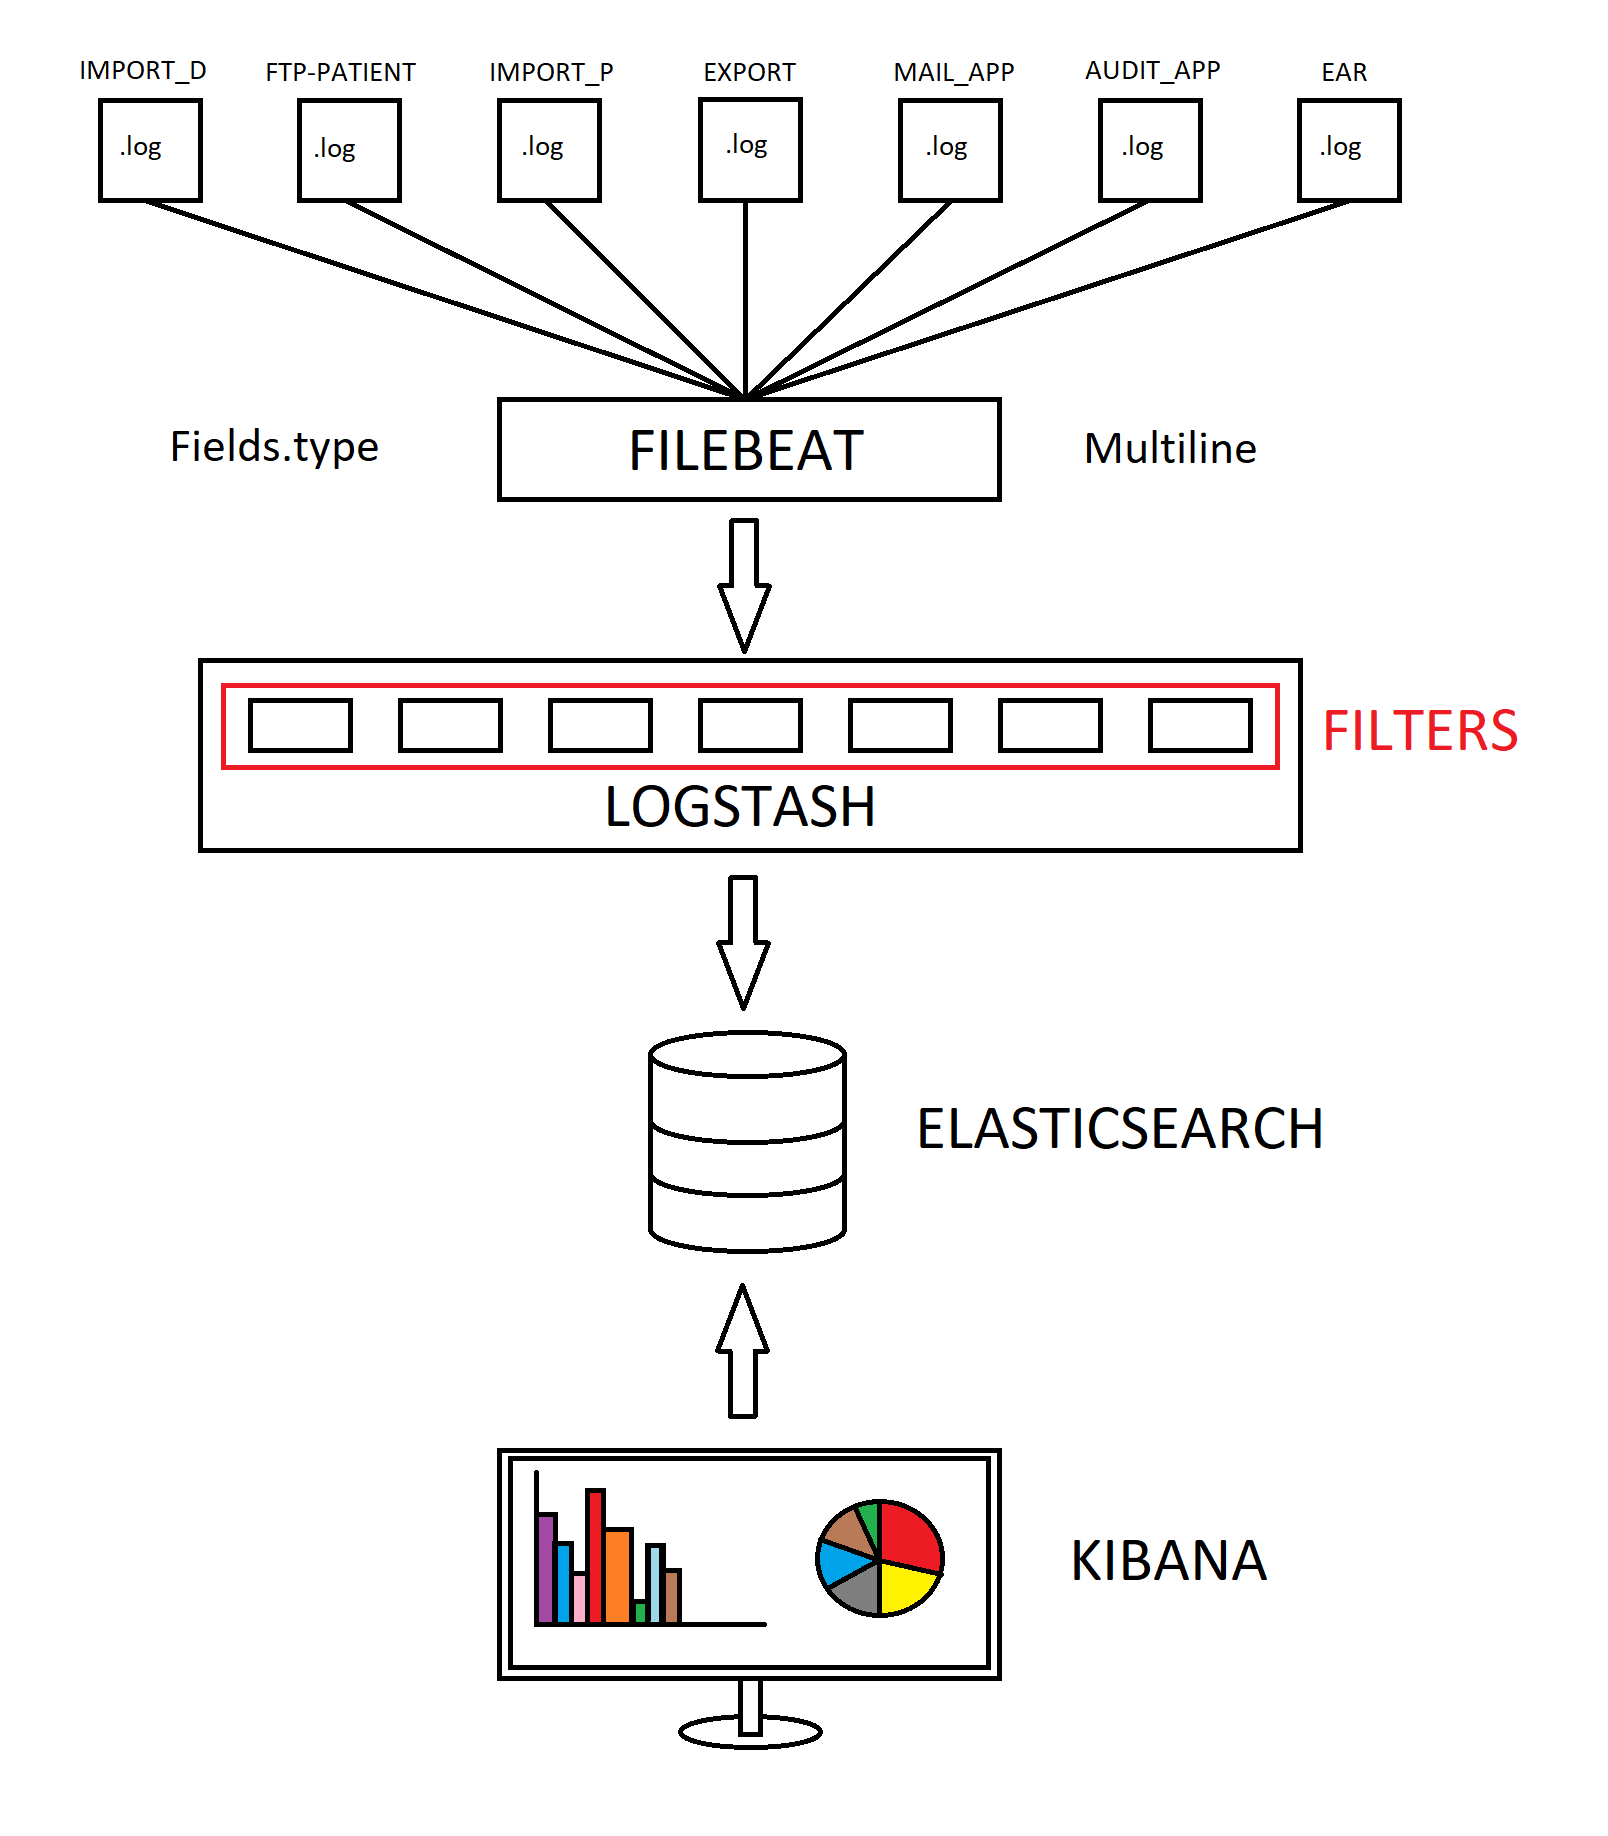 IMPORT_D FTP-PATIENT IMPORT_P EXPORT MAIL_APP AUDIT_APP EAR
.log .log .log .log .log .log .log
Fields.type FILEBEAT Multiline
FILTERS
LOGSTASH
ELASTICSEARCH
KIBANA